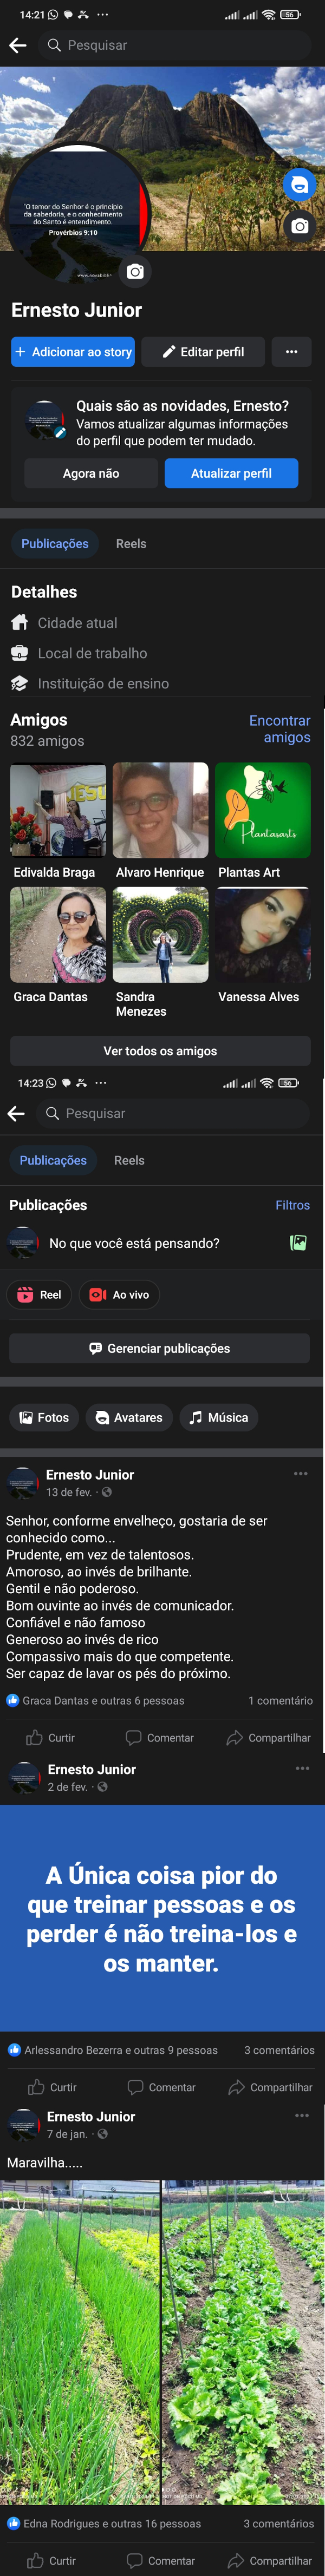 14:21
56
Pesquisar
"O temor do Senhor é o princípio
da sabedoria, e o conhecimento
do Santo é entendimento.
Provérbios 9:10
Ernesto Junior
+ Adicionar ao story
Editar perfil
Quais são as novidades, Ernesto?
Vamos atualizar algumas informações
do perfil que podem ter mudado.
Agora não
Atualizar perfil
Publicações
Reels
Detalhes
Cidade atual
Local de trabalho
Instituição de ensino
Amigos
832 amigos
Encontrar
amigos
Edivalda Braga
Alvaro Henrique
Plantasarts
Plantas Art
Graca Dantas
Sandra
Menezes
Vanessa Alves
Ver todos os amigos
14:23
56
Pesquisar
Publicações
Reels
Publicações
Filtros
No que você está pensando?
Reel
Ao vivo
Gerenciar publicações
Fotos
Avatares
Música
Ernesto Junior
13 de fev.
Senhor, conforme envelheço, gostaria de ser
conhecido como...
Prudente, em vez de talentosos.
Amoroso, ao invés de brilhante.
Gentil e não poderoso.
Bom ouvinte ao invés de comunicador.
Confiável e não famoso
Generoso ao invés de rico
Compassivo mais do que competente.
Ser capaz de lavar os pés do próximo.
Graca Dantas e outras 6 pessoas
1 comentário
Curtir
Comentar
Compartilhar
Ernesto Junior
2 de fev.
A Única coisa pior do
que treinar pessoas e os
perder é não treina-los e
os manter.
Arlessandro Bezerra e outras 9 pessoas
3 comentários
Curtir
Comentar
Compartilhar
Ernesto Junior
7 de jan.
Maravilha.....
Edna Rodrigues e outras 16 pessoas
3 comentários
Curtir
Comentar
Compartilhar